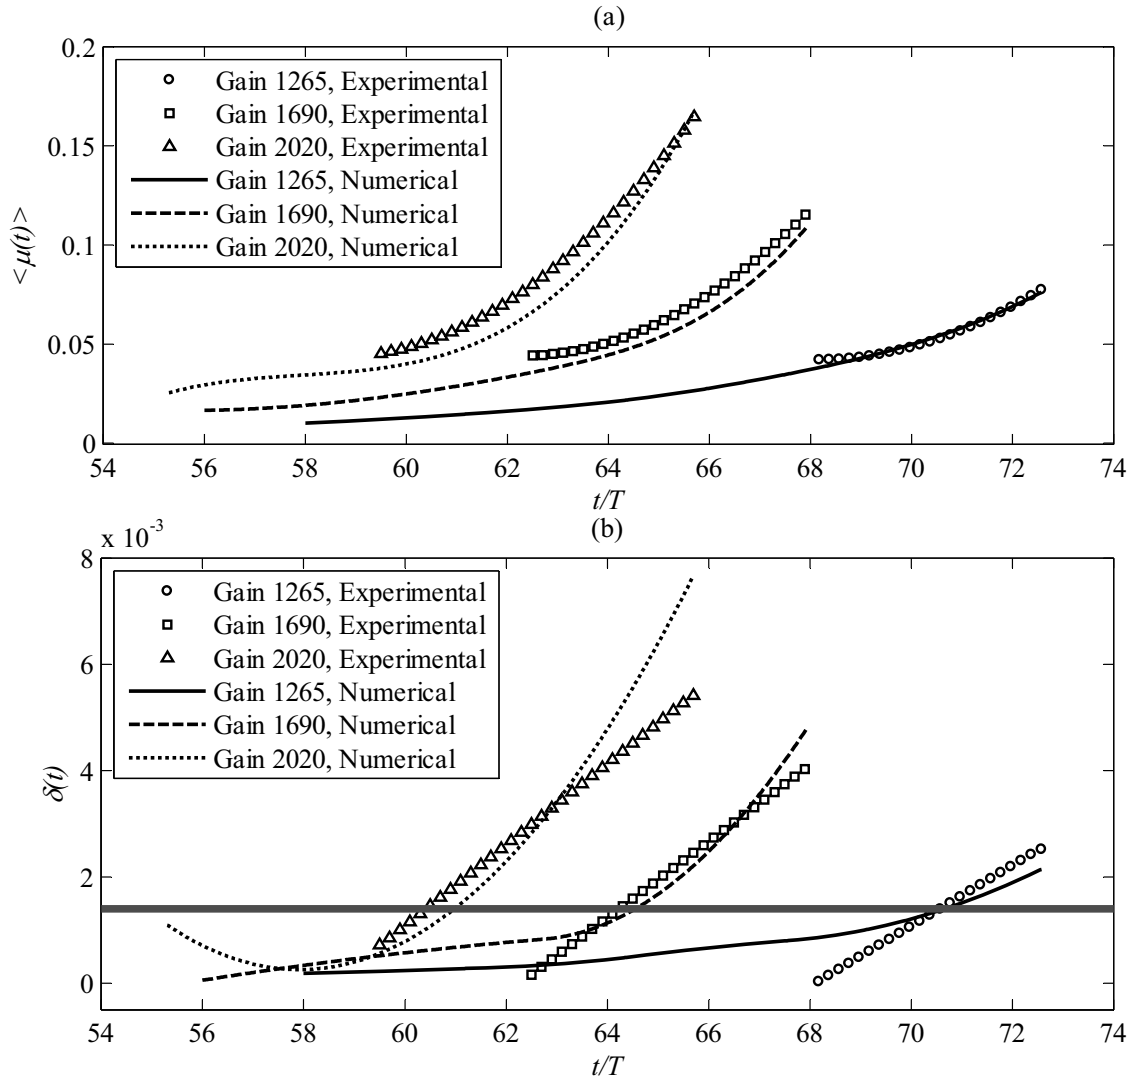 (a)
0.2
0.15
0.1
0.05
0
<μ(t)>
Gain 1265, Experimental
Gain 1690, Experimental
Gain 2020, Experimental
Gain 1265, Numerical
Gain 1690, Numerical
Gain 2020, Numerical
54 56 58 60 62 64 66 68 70 72 74
t/T
(b)
x 10-3
8
6
4
2
0
δ(t)
Gain 1265, Experimental
Gain 1690, Experimental
Gain 2020, Experimental
Gain 1265, Numerical
Gain 1690, Numerical
Gain 2020, Numerical
54 56 58 60 62 64 66 68 70 72 74
t/T